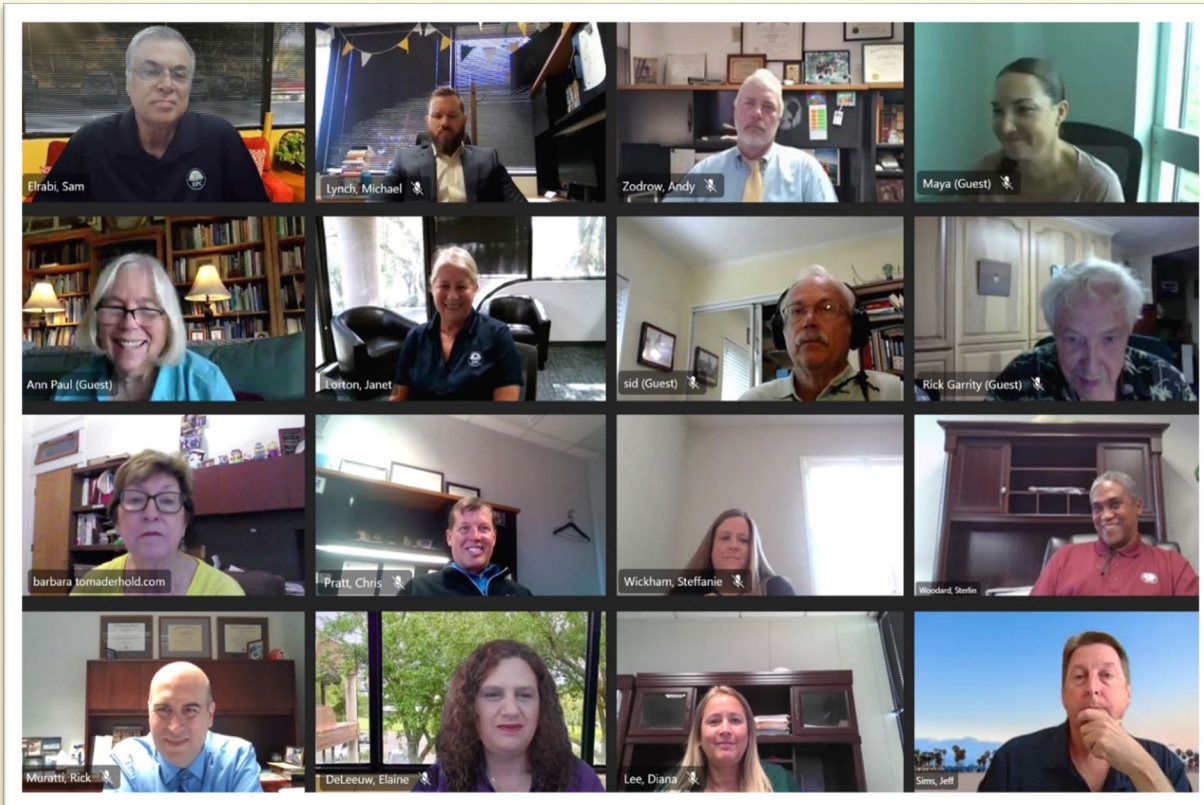 EPC
Elrabi, Sam
Lynch, Michael
Zodrow, Andy
Maya (Guest)
Ann Paul (Guest)
Lorton, Janet
sid (Guest)
Rick Garrity (Guest)
barbara tomaderhold.com
Pratt, Chris
Wickham, Steffanie
Woodard, Sterlin
Muratti, Rick
DeLeeuw, Elaine
Lee, Diana
Sims, Jeff